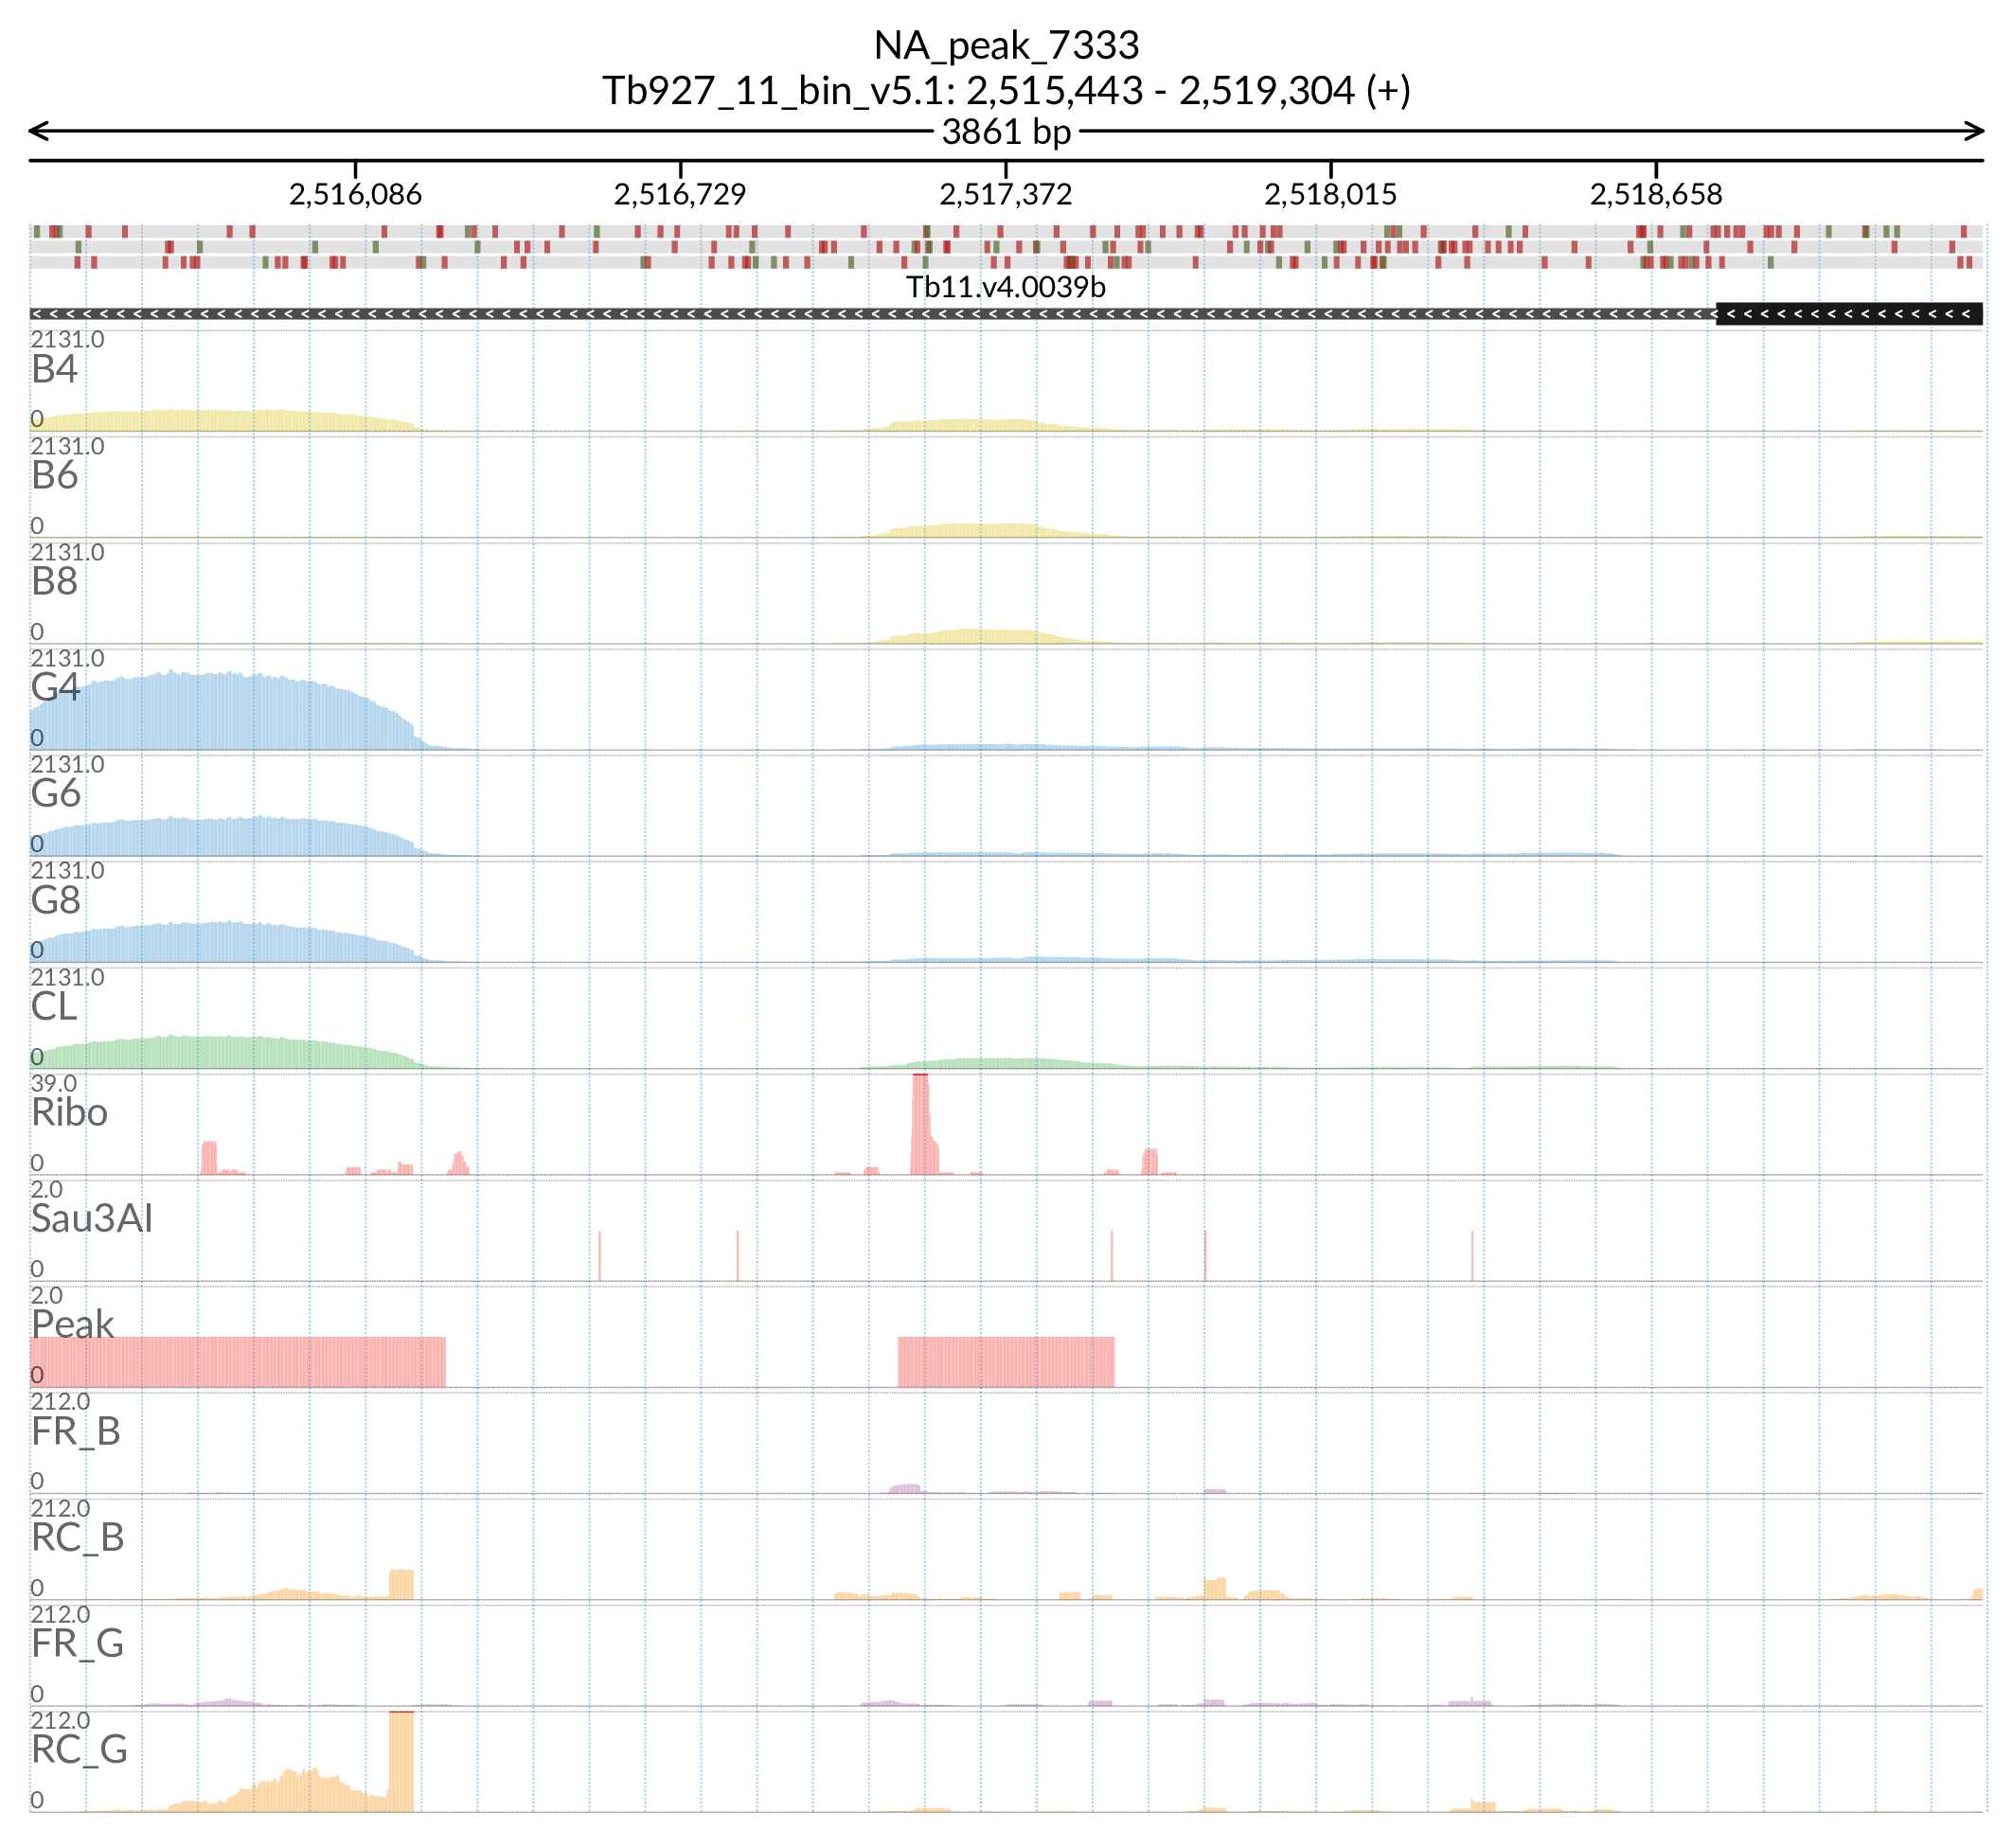 NA_peak_7333
Tb927_11_bin_v5.1: 2,515,443 - 2,519,304 (+)
3861 bp
2,516,086 2,516,729 2,517,372 2,518,015 2,518,658
Tb11.v4.0039b
2131.0
B4
0
2131.0
B6
0
2131.0
B8
0
2131.0
G4
0
2131.0
G6
0
2131.0
G8
0
2131.0
CL
0
39.0
Ribo
0
2.0
Sau3AI
0
2.0
Peak
0
212.0
FR_B
0
212.0
RC_B
0
212.0
FR_G
0
212.0
RC_G
0